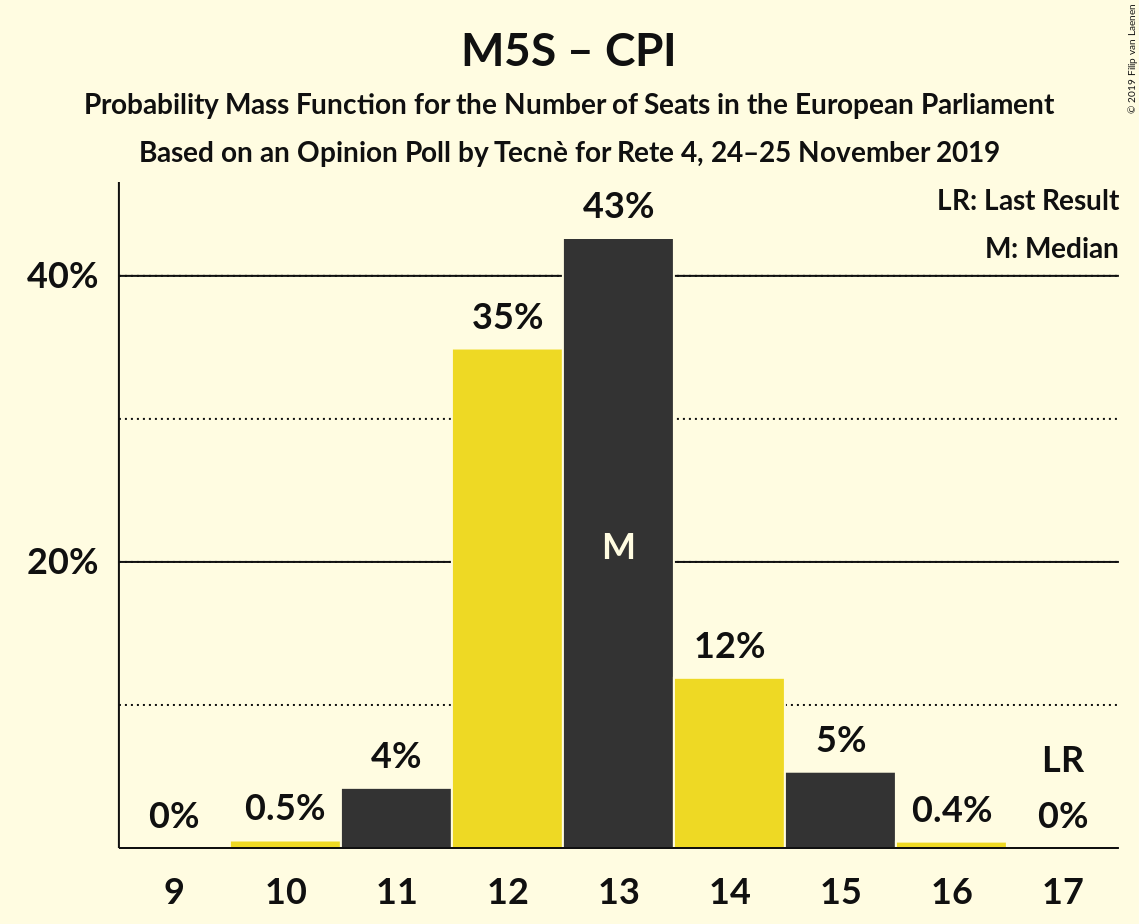 M5S – CPI
Probability Mass Function for the Number of Seats in the European Parliament
Based on an Opinion Poll by Tecnè for Rete 4, 24–25 November 2019
© 2019 Filip van Laenen
LR: Last Result
M: Median
40%
20%
0%
0.5%
4%
35%
43%
M
12%
5%
0.4%
LR
0%
9 10 11 12 13 14 15 16 17